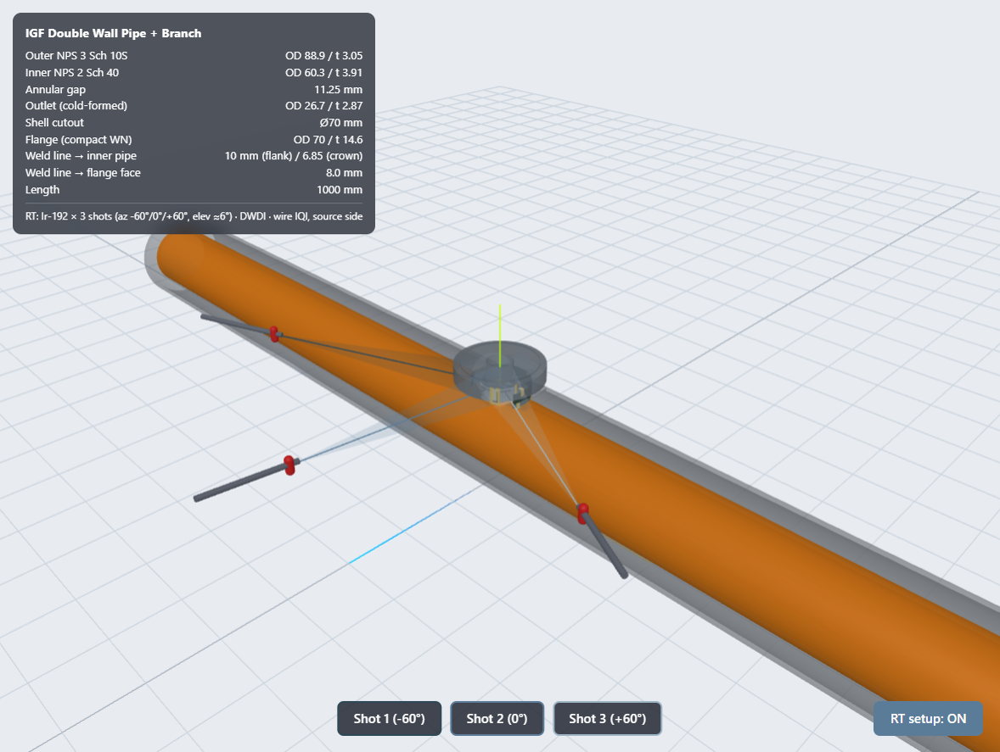 IGF Double Wall Pipe + Branch
Outer NPS 3 Sch 10S OD 88.9 / t 3.05
Inner NPS 2 Sch 40 OD 60.3 / t 3.91
Annular gap 11.25 mm
Outlet (cold-formed) OD 26.7 / t 2.87
Shell cutout Ø70 mm
Flange (compact WN) OD 70 / t 14.6
Weld line → inner pipe 10 mm (flank) / 6.85 (crown)
Weld line → flange face 8.0 mm
Length 1000 mm
RT: Ir-192 × 3 shots (az -60°/0°/+60°, elev ≈6°) · DWDI · wire IQI, source side
Shot 1 (-60°) Shot 2 (0°) Shot 3 (+60°) RT setup: ON